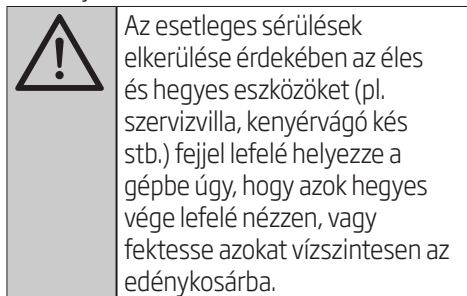 Az esetleges sérülések
elkerülése érdekében az éles
és hegyes eszközöket (pl.
szervizvilla, kenyérvágó kés
stb.) fejjel lefelé helyezze a
gépbe úgy, hogy azok hegyes
vége lefelé nézzen, vagy
fektesse azokat vízszintesen az
edénykosárba.